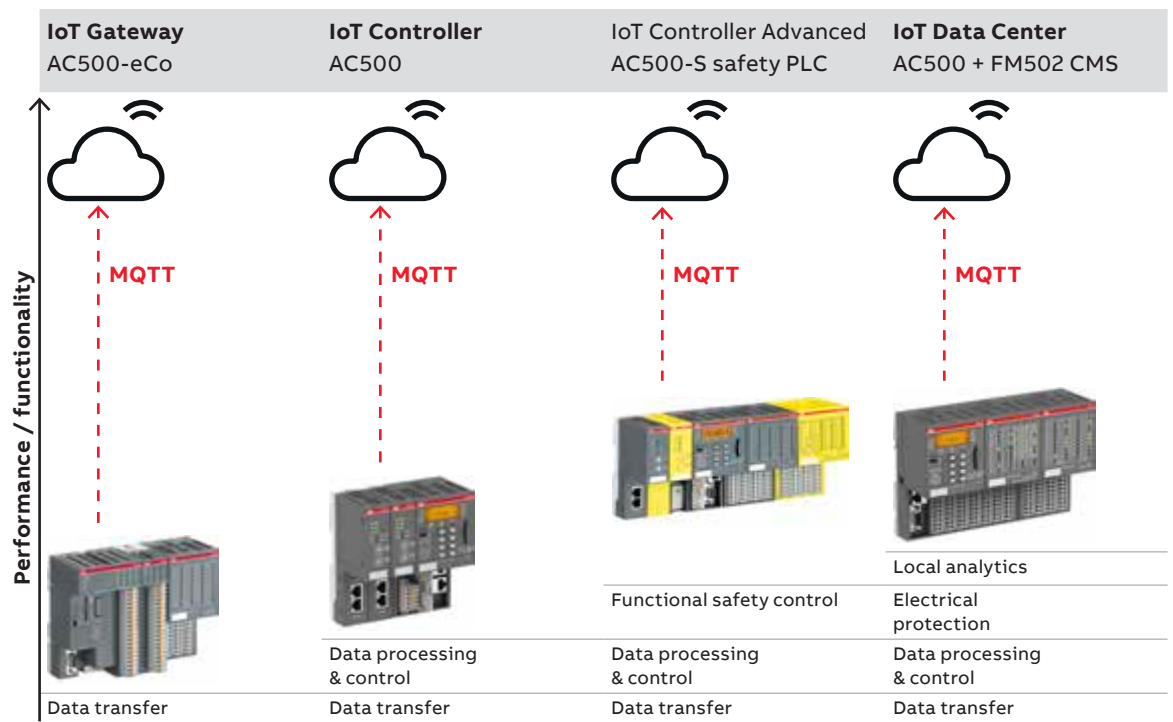 IoT Gateway
AC500-eCo
IoT Controller
AC500
IoT Controller Advanced
AC500-S safety PLC
IoT Data Center
AC500 + FM502 CMS
Performance / functionality
MQTT
MQTT
MQTT
MQTT
Local analytics
Functional safety control
Electrical
protection
Data processing
& control
Data processing
& control
Data processing
& control
Data transfer
Data transfer
Data transfer
Data transfer